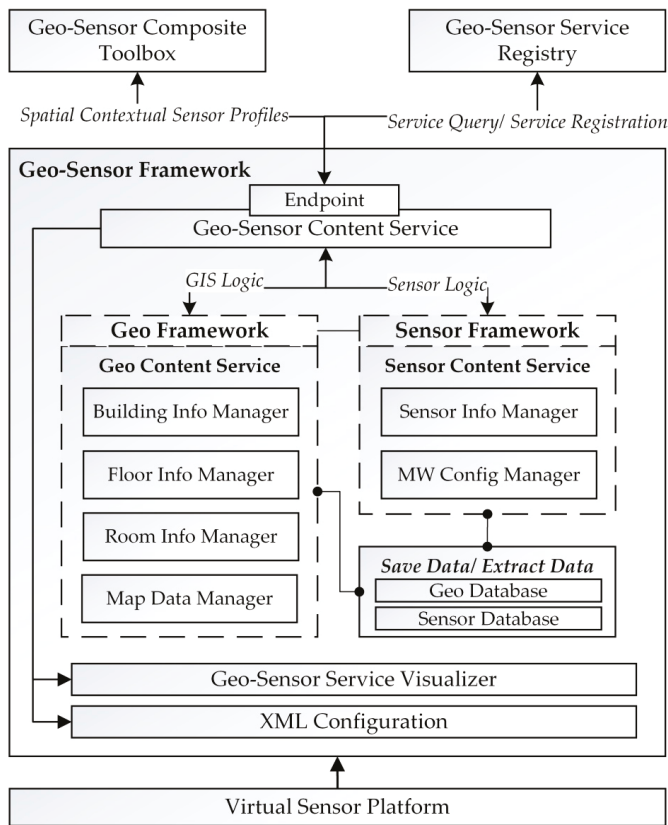 Geo-Sensor Composite
Toolbox
Geo-Sensor Service
Registry
Spatial Contextual Sensor Profiles
Service Query/ Service Registration
Geo-Sensor Framework
Endpoint
Geo-Sensor Content Service
GIS Logic
Sensor Logic
Geo Framework
Geo Content Service
Building Info Manager
Floor Info Manager
Room Info Manager
Map Data Manager
Sensor Framework
Sensor Content Service
Sensor Info Manager
MW Config Manager
Save Data/ Extract Data
Geo Database
Sensor Database
Geo-Sensor Service Visualizer
XML Configuration
Virtual Sensor Platform